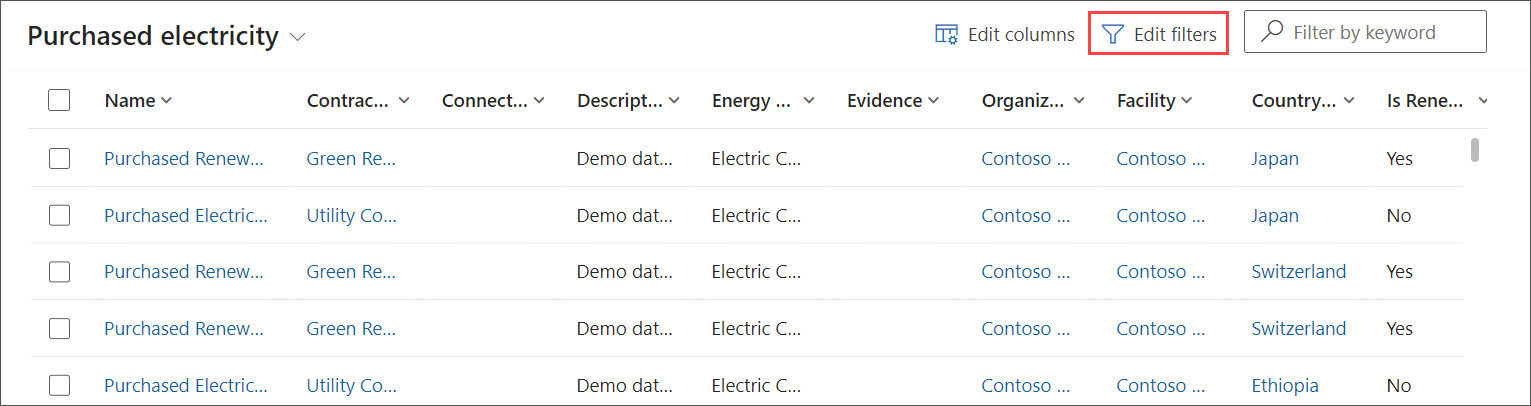 Purchased electricity Edit columns Edit filters Filter by keyword
Name Contrac... Connect... Descript... Energy ... Evidence Organiz... Facility Country... Is Rene...
Purchased Renew... Green Re... Demo dat... Electric C... Contoso ... Contoso ... Japan Yes
Purchased Electric... Utility Co... Demo dat... Electric C... Contoso ... Contoso ... Japan No
Purchased Renew... Green Re... Demo dat... Electric C... Contoso ... Contoso ... Switzerland Yes
Purchased Renew... Green Re... Demo dat... Electric C... Contoso ... Contoso ... Switzerland Yes
Purchased Electric... Utility Co... Demo dat... Electric C... Contoso ... Contoso ... Ethiopia No